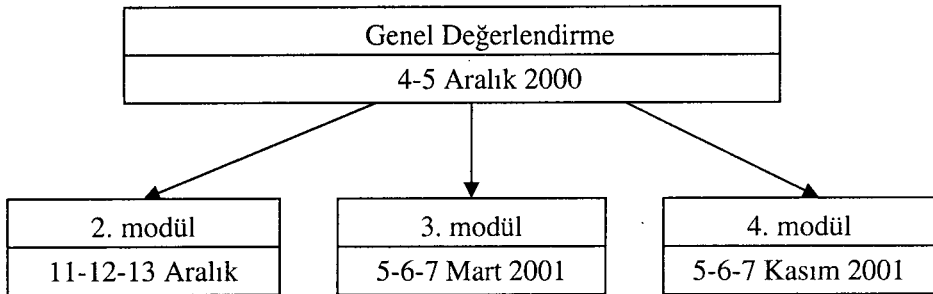 Genel Değerlendirme
4-5 Aralık 2000
2. modül
11-12-13 Aralık
3. modül
5-6-7 Mart 2001
4. modül
5-6-7 Kasım 2001